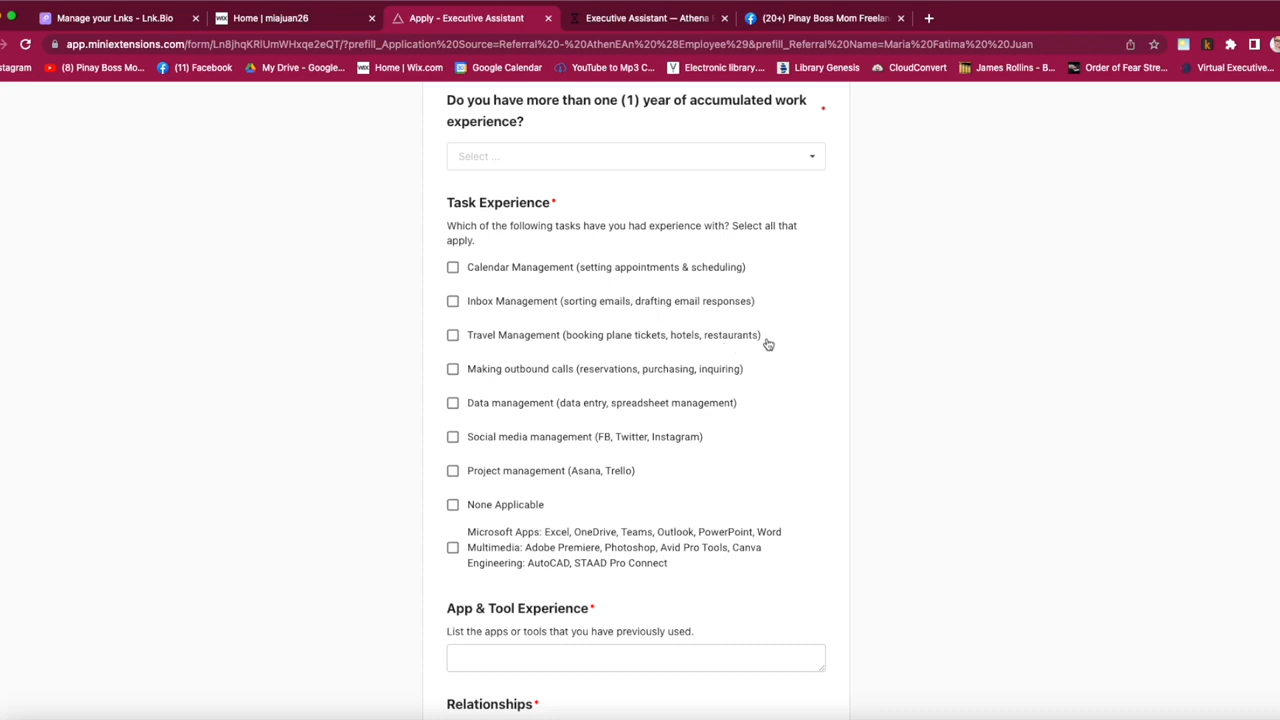 Manage your Lnks - Lnk.Bio
Home | miajuan26
Apply - Executive Assistant
Executive Assistant — Athena
(20+) Pinay Boss Mom Freelan
app.miniextensions.com/form/Ln8jhqKRlUmWHxqe2eQT/?prefill_Application%20Source=Referral%20-%20AthenEAn%20%28Employee%29&prefill_Referral%20Name=Maria%20Fatima%20%20Juan
stagram
(8) Pinay Boss Mo...
(11) Facebook
My Drive - Google...
Home | Wix.com
Google Calendar
YouTube to Mp3 C...
Electronic library....
Library Genesis
CloudConvert
James Rollins - B...
Order of Fear Stre...
Virtual Executive...
Do you have more than one (1) year of accumulated work
experience? *
Select ...
Task Experience*
Which of the following tasks have you had experience with? Select all that
apply.
Calendar Management (setting appointments & scheduling)
Inbox Management (sorting emails, drafting email responses)
Travel Management (booking plane tickets, hotels, restaurants)
Making outbound calls (reservations, purchasing, inquiring)
Data management (data entry, spreadsheet management)
Social media management (FB, Twitter, Instagram)
Project management (Asana, Trello)
None Applicable
Microsoft Apps: Excel, OneDrive, Teams, Outlook, PowerPoint, Word
Multimedia: Adobe Premiere, Photoshop, Avid Pro Tools, Canva
Engineering: AutoCAD, STAAD Pro Connect
App & Tool Experience*
List the apps or tools that you have previously used.
Relationships*